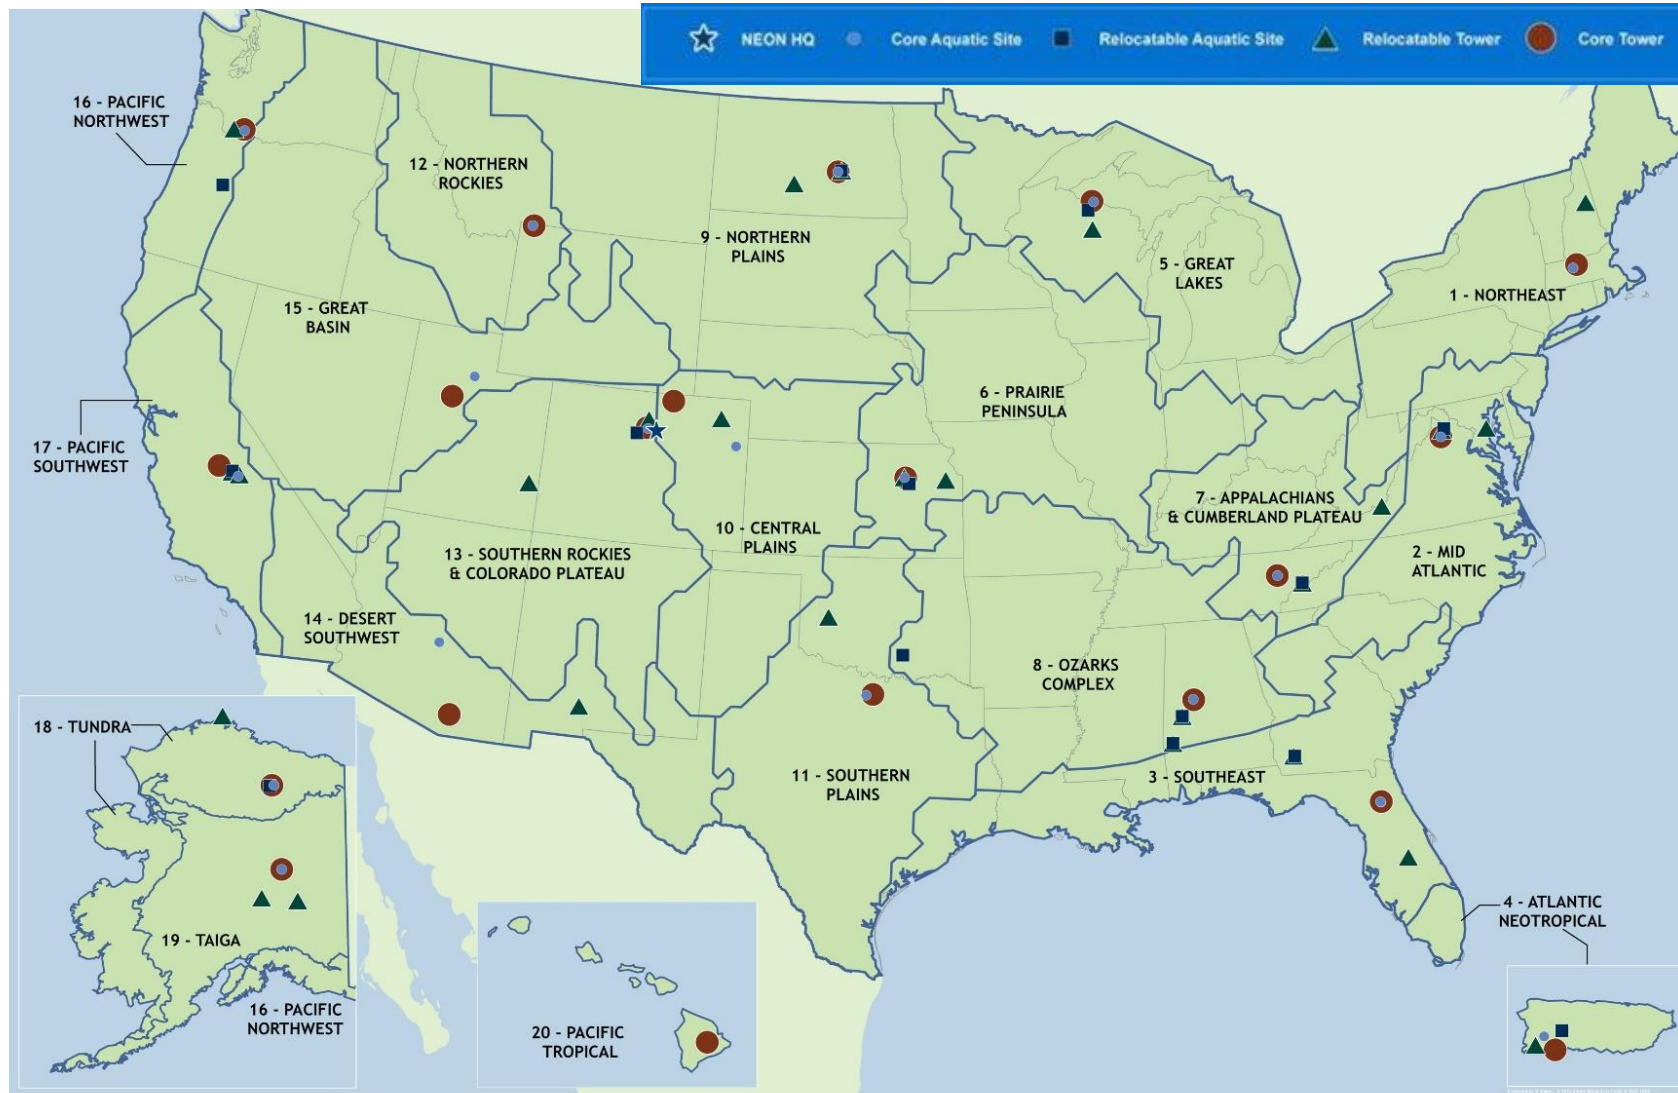 NEON HQ
Core Aquatic Site
Relocatable Aquatic Site
Relocatable Tower
Core Tower
16 - PACIFIC
NORTHWEST
12 - NORTHERN
ROCKIES
9 - NORTHERN
PLAINS
5 - GREAT
LAKES
1 - NORTHEAST
15 - GREAT
BASIN
6 - PRAIRIE
PENINSULA
17 - PACIFIC
SOUTHWEST
7 - APPALACHIANS
& CUMBERLAND PLATEAU
10 - CENTRAL
PLAINS
13 - SOUTHERN ROCKIES
& COLORADO PLATEAU
2 - MID
ATLANTIC
14 - DESERT
SOUTHWEST
8 - OZARKS
COMPLEX
18 - TUNDRA
11 - SOUTHERN
PLAINS
3 - SOUTHEAST
4 - ATLANTIC
NEOTROPICAL
19 - TAIGA
16 - PACIFIC
NORTHWEST
20 - PACIFIC
TROPICAL